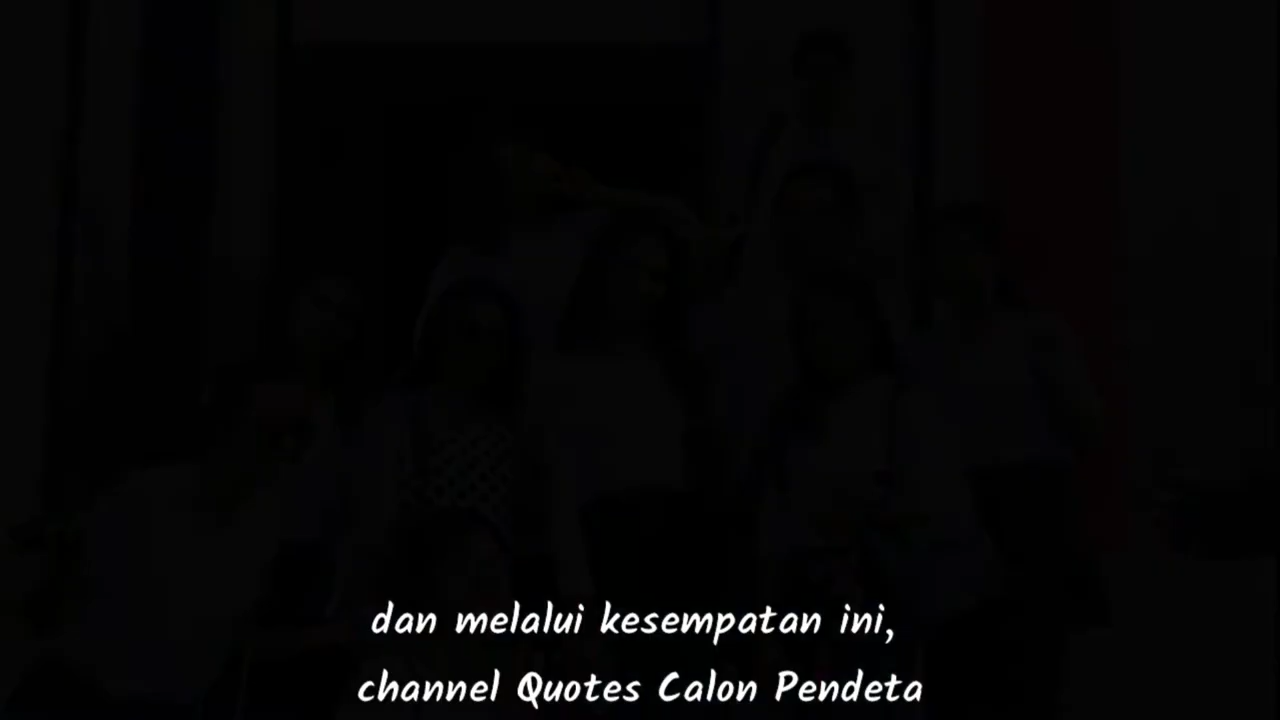 dan melalui kesempatan ini,
channel Quotes Calon Pendeta